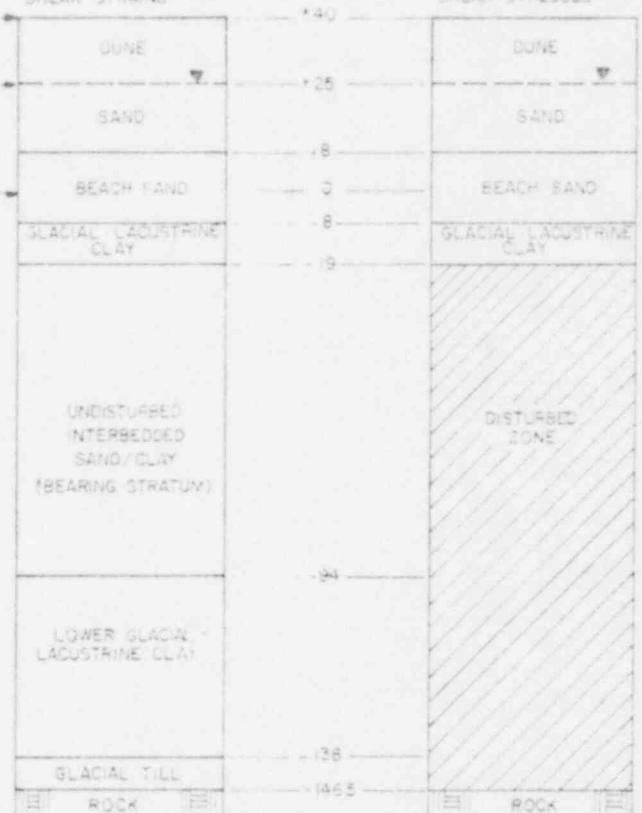 +40
DUNE
DUNE
+25
SAND
SAND
8
BEACH SAND
0
BEACH SAND
8
GLACIAL LACUSTRINE
CLAY
GLACIAL LACUSTRINE
CLAY
19
UNDISTURBED
INTERBEDDED
SAND/CLAY
(BEARING STRATUM)
DISTURBED
ZONE
-94
LOWER GLACIAL
LACUSTRINE CLAY
-138
GLACIAL TILL
-146.5
ROCK
ROCK